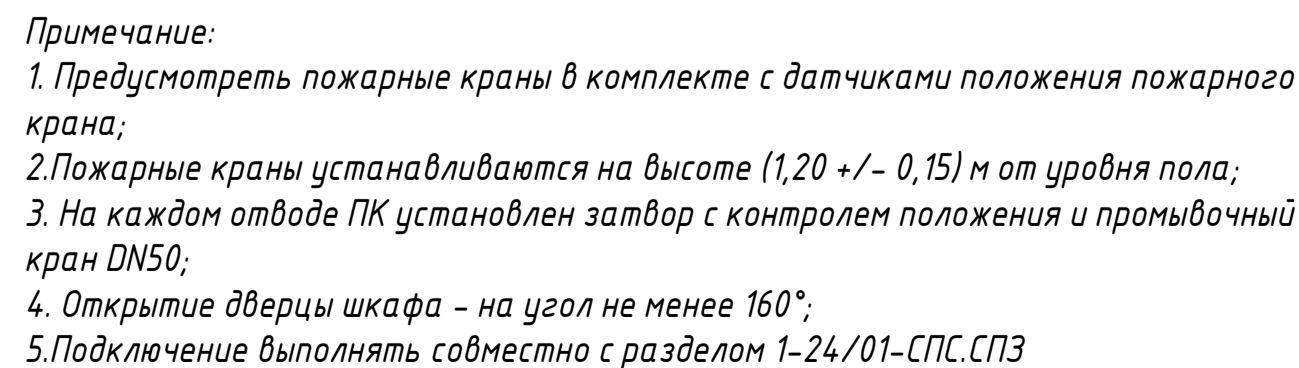 Примечание:
1. Предусмотреть пожарные краны в комплекте с датчиками положения пожарного
крана;
2.Пожарные краны устанавливаются на высоте (1,20 +/- 0,15) м от уровня пола;
3. На каждом отводе ПК установлен затвор с контролем положения и промывочный
кран DN50;
4. Открытие дверцы шкафа - на угол не менее 160°;
5.Подключение выполнять совместно с разделом 1-24/01-СПС.СПЗ